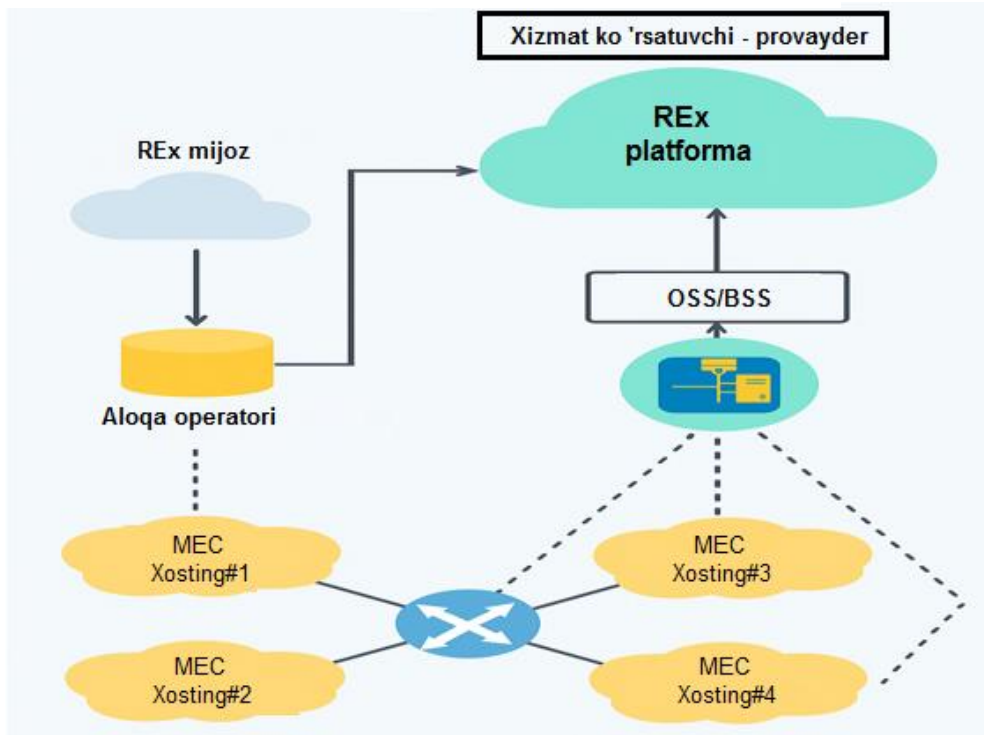 Xizmat ko 'rsatuvchi - provayder
REx
platforma
REx mijoz
OSS/BSS
Aloqa operatori
MEC
Xosting#1
MEC
Xosting#3
MEC
Xosting#2
MEC
Xosting#4